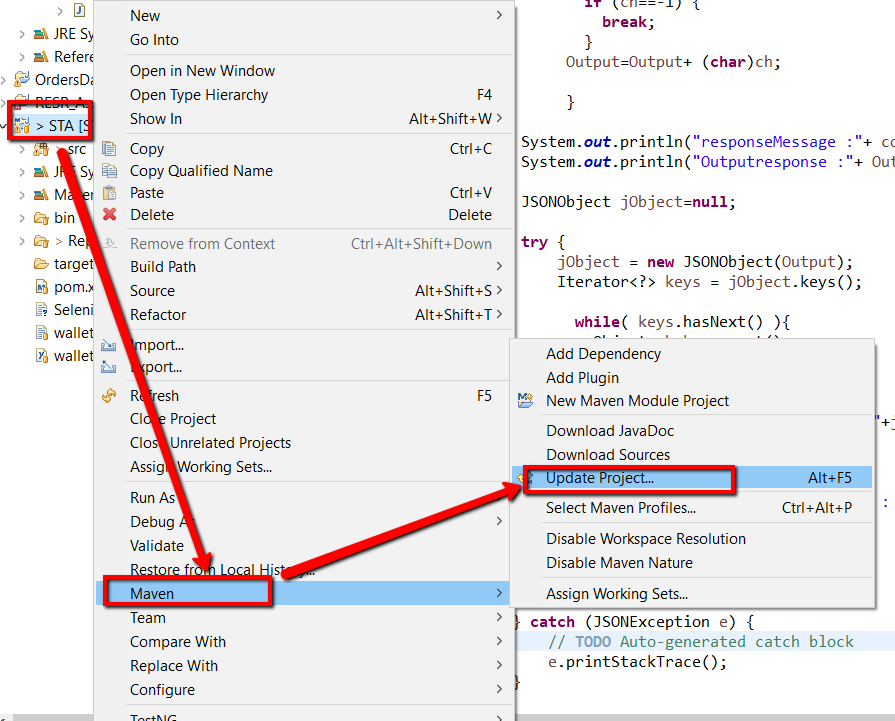 JRE Sy
Refere
OrdersDa
RESR_A
> STA [S
> src
JRE Sy
Maven
bin
> Rep
target
pom.x
Seleni
wallet
wallet
New
Go Into
Open in New Window
Open Type Hierarchy F4
Show In Alt+Shift+W >
Copy Ctrl+C
Copy Qualified Name
Paste Ctrl+V
Delete Delete
Remove from Context Ctrl+Alt+Shift+Down
Build Path
Source Alt+Shift+S >
Refactor Alt+Shift+T >
Import...
Export...
Refresh F5
Close Project
Close Unrelated Projects
Assign Working Sets...
Run As
Debug As
Validate
Restore from Local History...
Maven
Team
Compare With
Replace With
Configure
TestNG
Add Dependency
Add Plugin
New Maven Module Project
Download JavaDoc
Download Sources
Update Project... Alt+F5
Select Maven Profiles... Ctrl+Alt+P
Disable Workspace Resolution
Disable Maven Nature
Assign Working Sets...
if (ch==-1) {
break;
}
Output=Output+ (char)ch;
}
System.out.println("responseMessage :"+ co
System.out.println("Outputresponse :"+ Out
JSONObject jObject=null;
try {
jObject = new JSONObject(Output);
Iterator<?> keys = jObject.keys();
while( keys.hasNext() ){
"+j
:
} catch (JSONException e) {
// TODO Auto-generated catch block
e.printStackTrace();
}